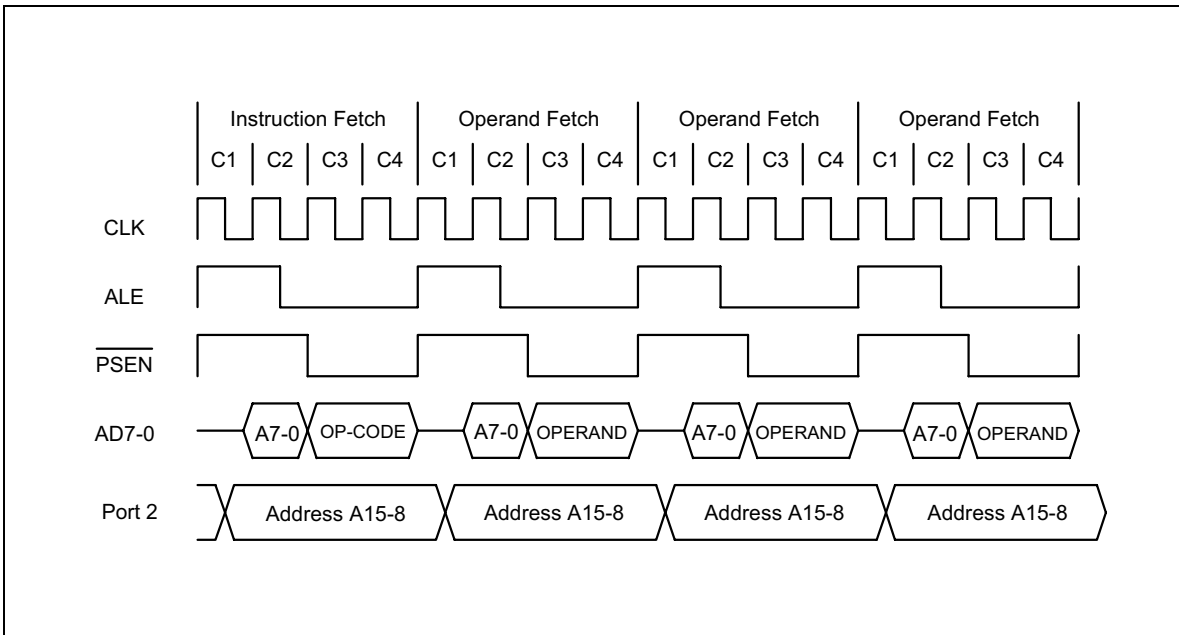 Instruction Fetch Operand Fetch Operand Fetch Operand Fetch
C1 C2 C3 C4 C1 C2 C3 C4 C1 C2 C3 C4 C1 C2 C3 C4
CLK
ALE
PSEN
AD7-0 A7-0 OP-CODE A7-0 OPERAND A7-0 OPERAND A7-0 OPERAND
Port 2 Address A15-8 Address A15-8 Address A15-8 Address A15-8